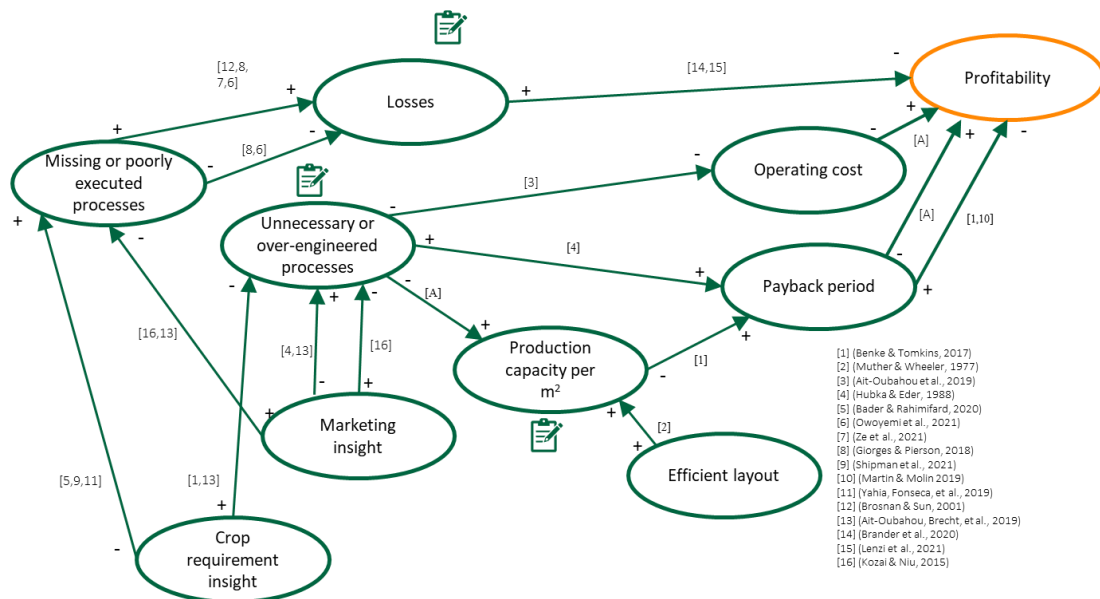 [12,8,
7,6]
+
+
Losses
+
[14,15]
-
Profitability
+
-
[A]
+
-
Missing or poorly
executed
processes
-
[8,6]
-
+
-
Unnecessary or
over-engineered
processes
-
[3]
-
Operating cost
+
[4]
+
Payback period
-
[A]
+
[1,10]
-
-
[A]
+
Production
capacity per
m²
-
[1]
+
+
[2]
+
Efficient layout
[16,13]
+
Marketing
insight
-
[4,13]
+
+
[16]
-
[5,9,11]
-
+
[1,13]
-
Crop
requirement
insight
[1] (Benke & Tomkins, 2017)
[2] (Muther & Wheeler, 1977)
[3] (Ait-Oubahou et al., 2019)
[4] (Hubka & Eder, 1988)
[5] (Bader & Rahimifard, 2020)
[6] (Owoyemi et al., 2021)
[7] (Ze et al., 2021)
[8] (Giorges & Pierson, 2018)
[9] (Shipman et al., 2021)
[10] (Martin & Molin 2019)
[11] (Yahia, Fonseca, et al., 2019)
[12] (Brosnan & Sun, 2001)
[13] (Ait-Oubahou, Brecht, et al., 2019)
[14] (Brander et al., 2020)
[15] (Lenzi et al., 2021)
[16] (Kozai & Niu, 2015)